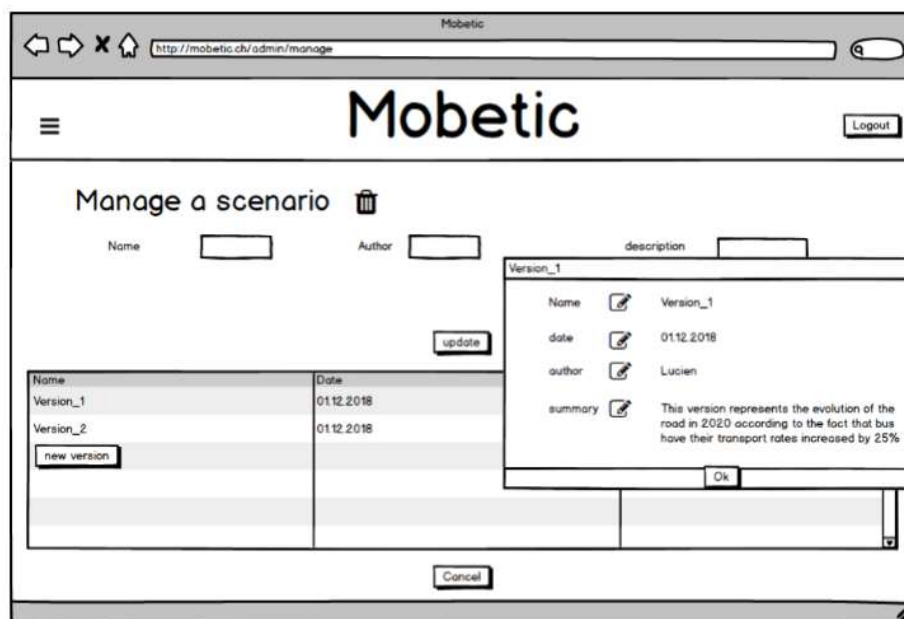 Mobetic
http://mobetic.ch/admin/manage
Mobetic
Logout
Manage a scenario
Name Author description
update
Name Date
Version_1 01.12.2018
Version_2 01.12.2018
new version
Version_1
Name Version_1
date 01.12.2018
author Lucien
summary This version represents the evolution of the
road in 2020 according to the fact that bus
have their transport rates increased by 25%
Ok
Cancel